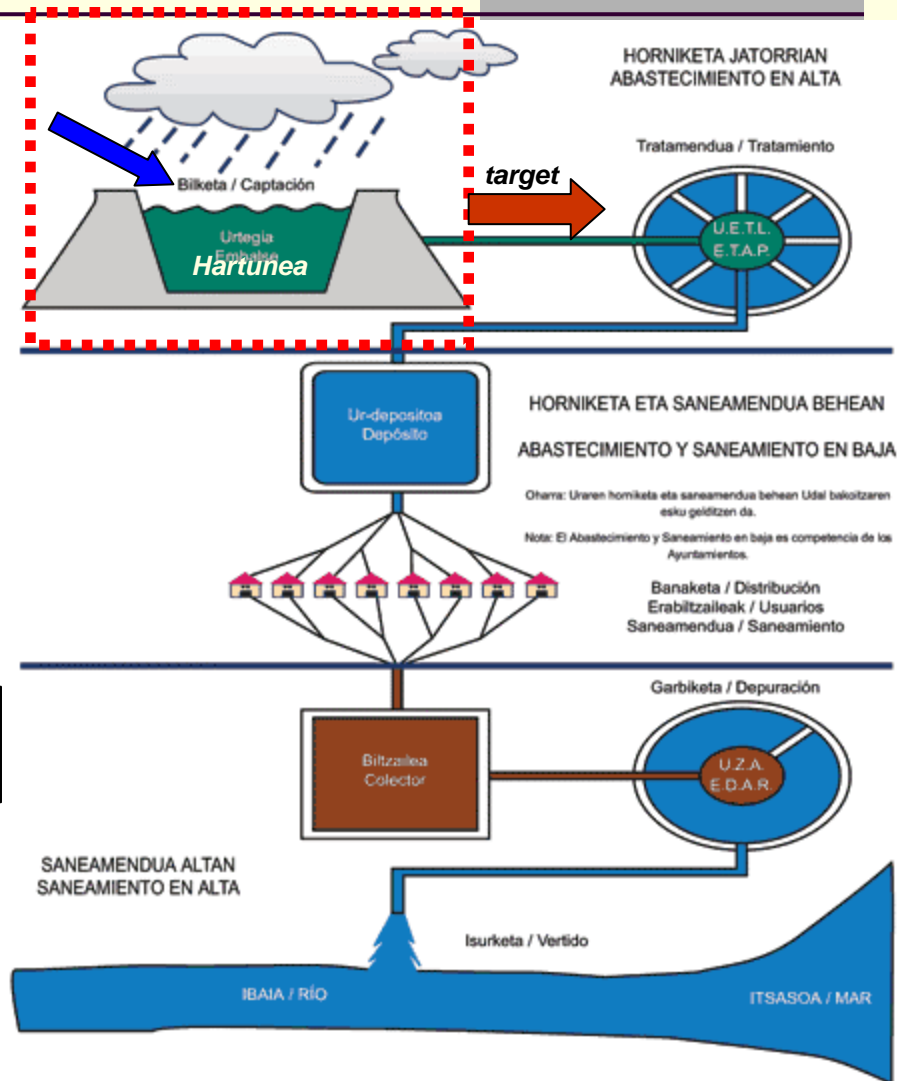 HORNIKETA JATORRIAN
ABASTECIMIENTO EN ALTA
Tratamendua / Tratamiento
target
Bilketa / Captación
U.E.T.L.
E.T.A.P.
Urtegia
Embalse
Hartunea
Ur-depositoa
Depósito
HORNIKETA ETA SANEAMENDUA BEHEAN
ABASTECIMIENTO Y SANEAMIENTO EN BAJA
Oharra: Uraren horniketa eta saneamendua behean Udal bakoitzaren
esku gelditzen da.
Nota: El Abastecimiento y Saneamiento en baja es competencia de los
Ayuntamientos.
Banaketa / Distribución
Erabiltzaileak / Usuarios
Saneamendua / Saneamiento
Garbiketa / Depuración
Biltzailea
Colector
U.Z.A.
E.D.A.R.
SANEAMENDUA ALTAN
SANEAMIENTO EN ALTA
Isurketa / Vertido
IBAIA / RÍO
ITSASOA / MAR